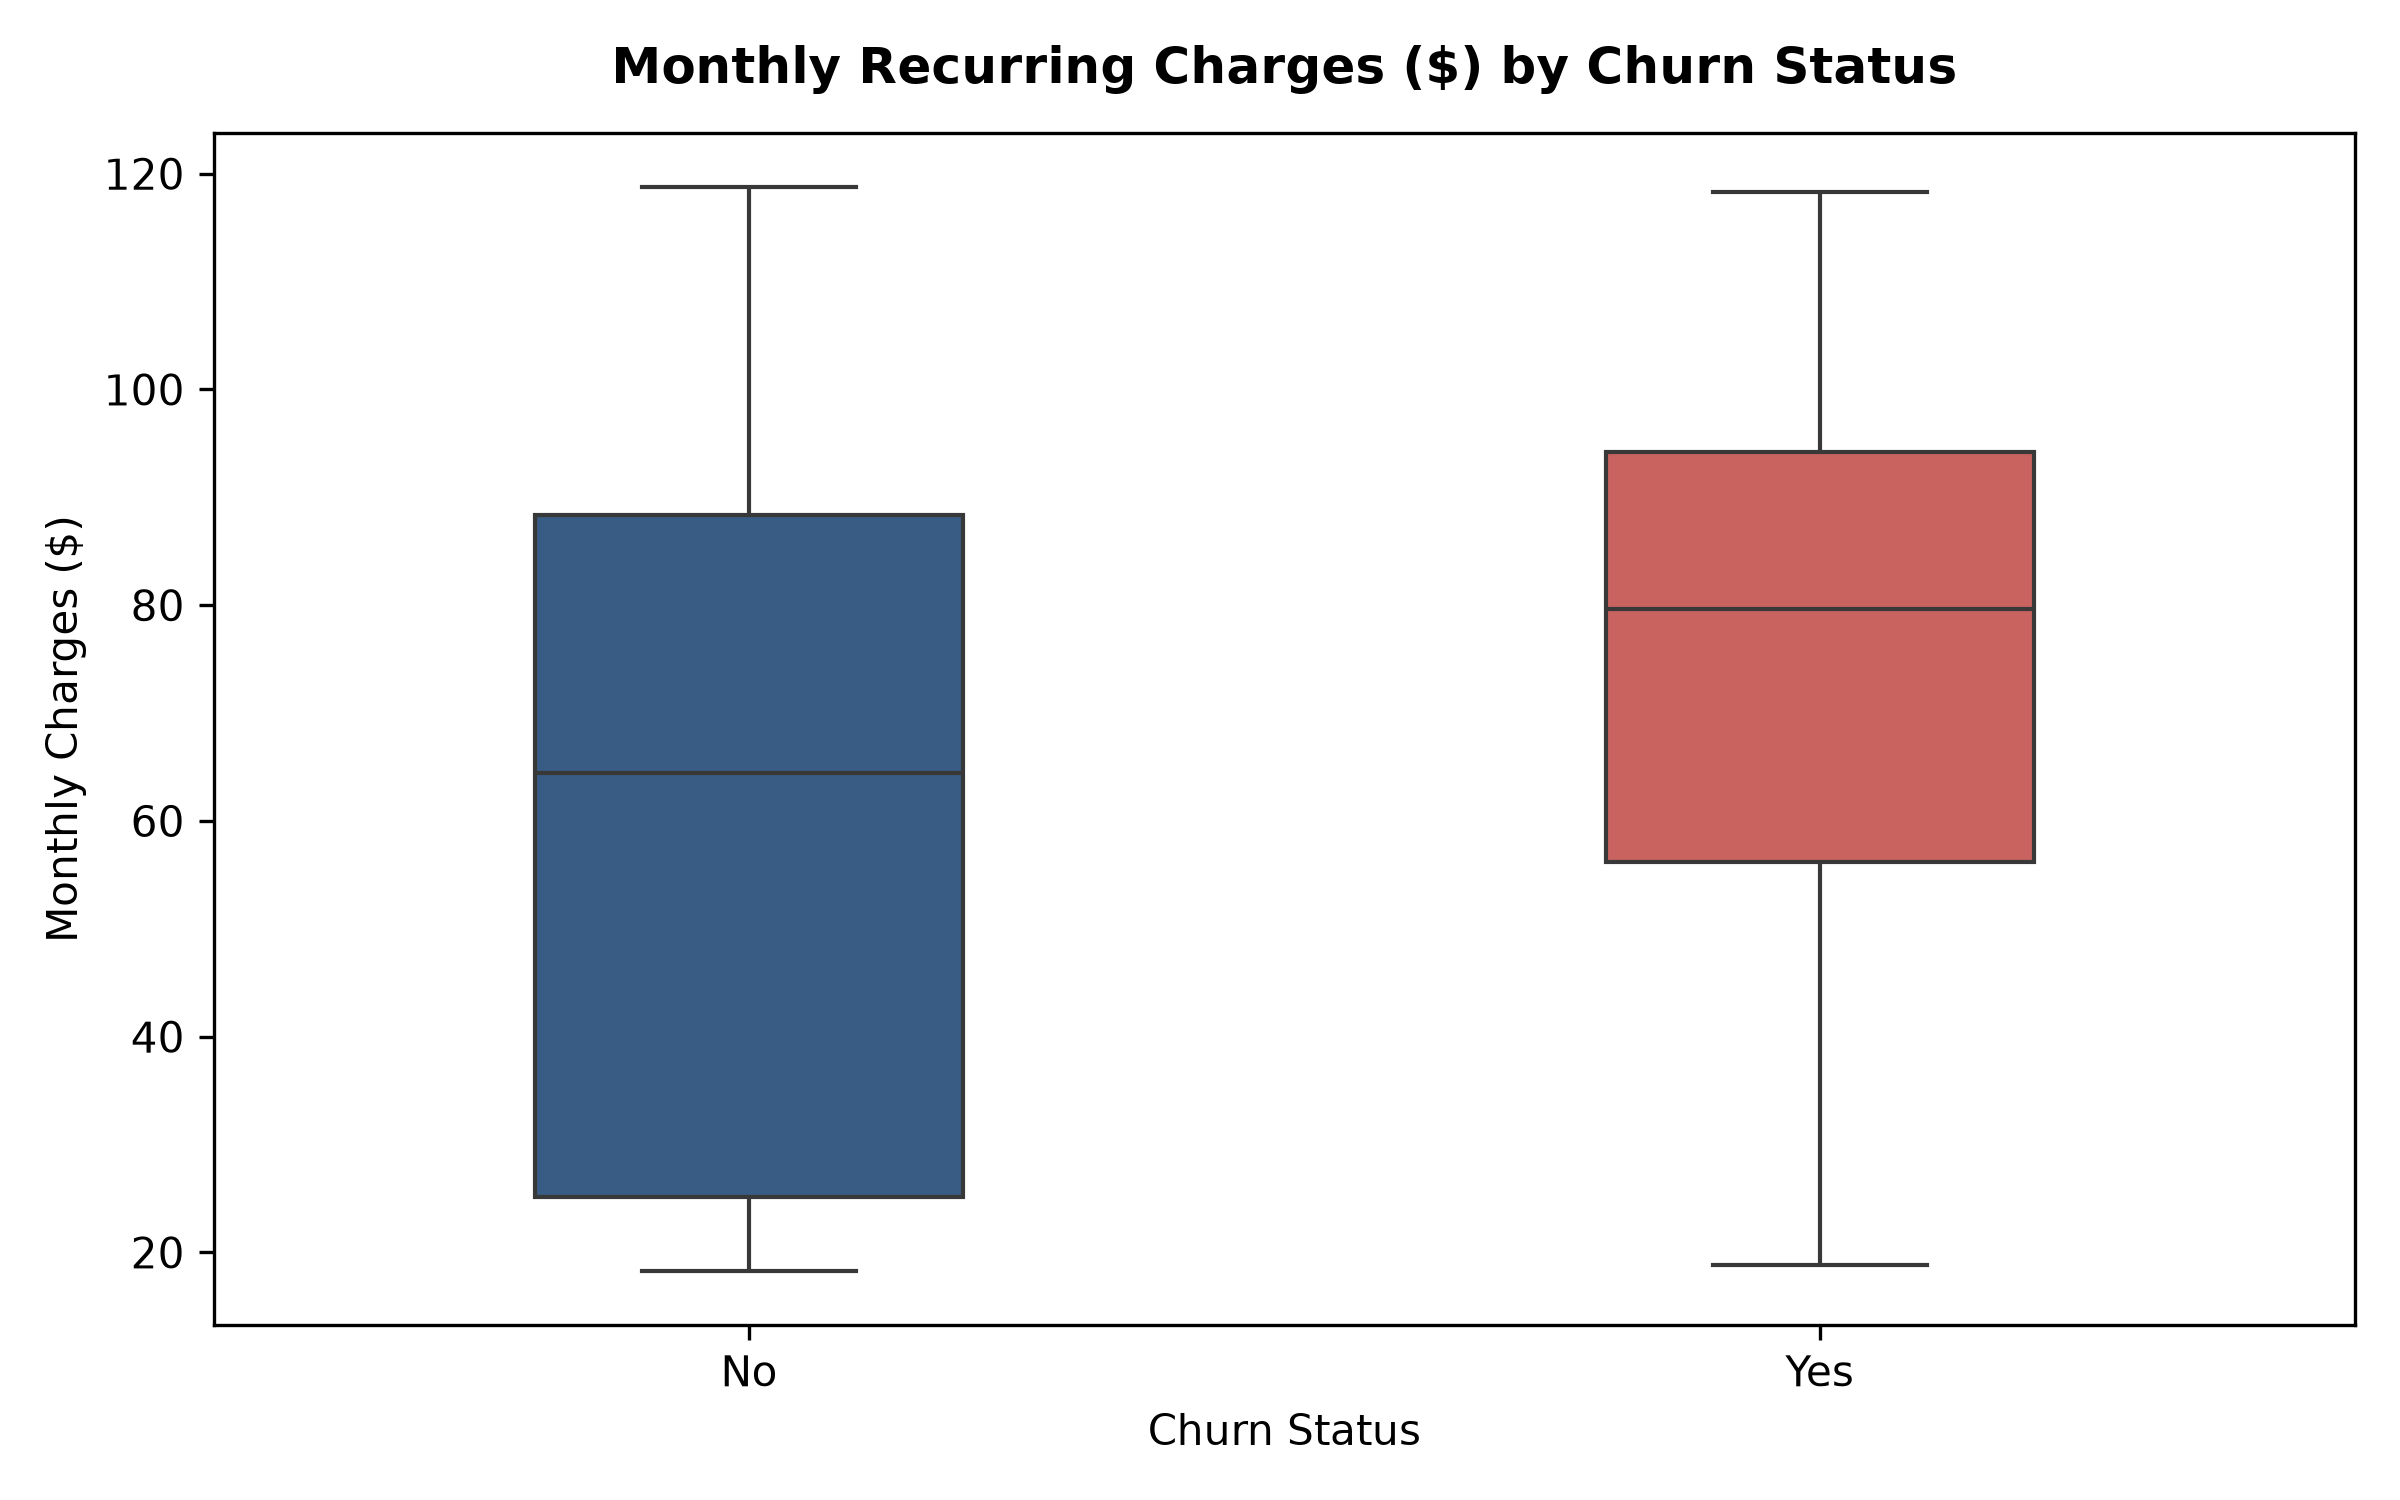 Monthly Recurring Charges ($) by Churn Status
120
100
80
60
40
20
Monthly Charges ($)
No
Yes
Churn Status